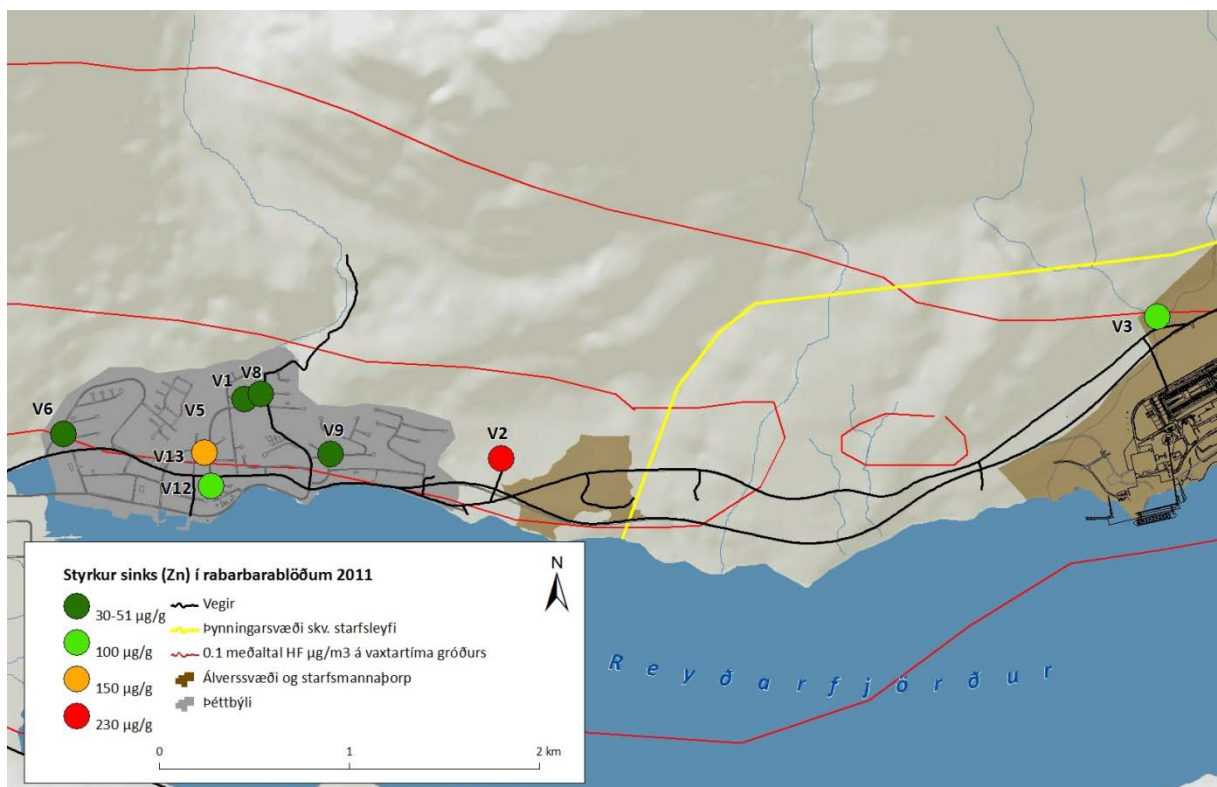 V3
V8
V1
V6
V5
V2
V9
V13
V12
Styrkur sinks (Zn) í rabarbarablöðum 2011
30-51 µg/g
100 µg/g
150 µg/g
230 µg/g
Vegir
Þynningarsvæði skv. starfsleyfi
0.1 meðaltal HF µg/m3 á vaxtartíma gróðurs
Álverssvæði og starfsmannaþorp
Þéttbýli
N
0 1 2 km
Reyðarfjörður